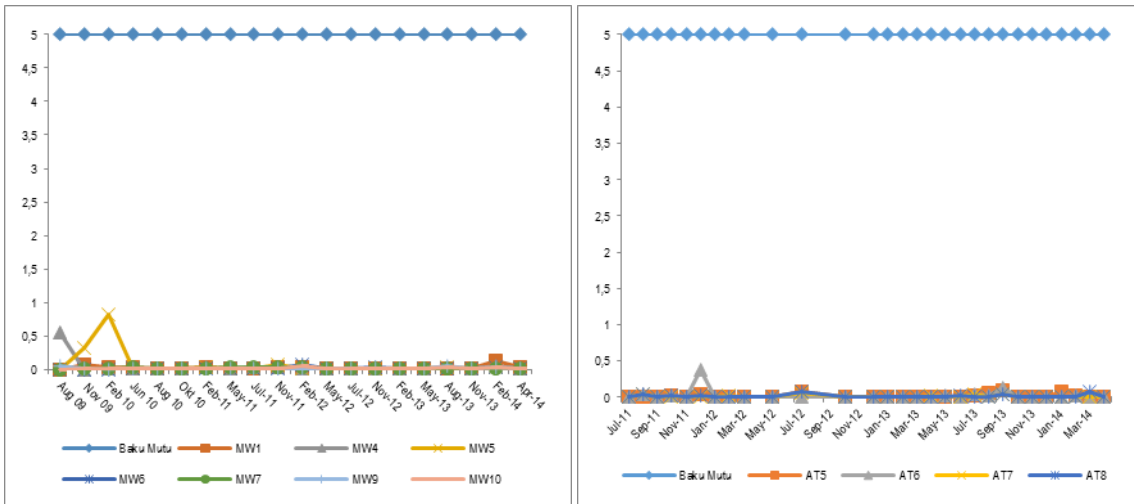 5
4,5
4
3,5
3
2,5
2
1,5
1
0,5
0
Aug 09
Nov 09
Feb 10
Jun 10
Aug 10
Okt 10
Feb-11
May-11
Jul-11
Nov-11
Feb-12
May-12
Jul-12
Nov-12
Feb-13
May-13
Aug-13
Nov-13
Feb-14
Apr-14
Baku Mutu MW1 MW4 MW5
MW6 MW7 MW9 MW10
5
4,5
4
3,5
3
2,5
2
1,5
1
0,5
0
Jul-11
Sep-11
Nov-11
Jan-12
Mar-12
May-12
Jul-12
Sep-12
Nov-12
Jan-13
Mar-13
May-13
Jul-13
Sep-13
Nov-13
Jan-14
Mar-14
Baku Mutu AT5 AT6 AT7 AT8